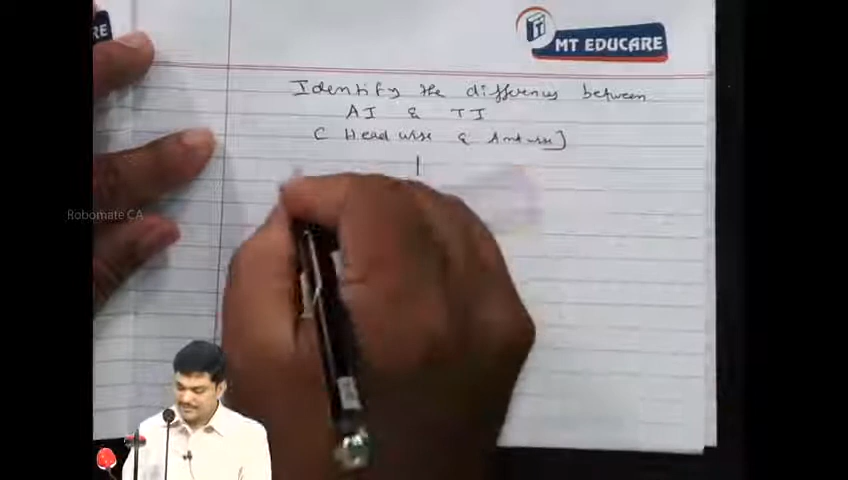 MT EDUCARE
Identify the differences between
AI & TI
[ Head wise & Amt wise ]
Robomate CA